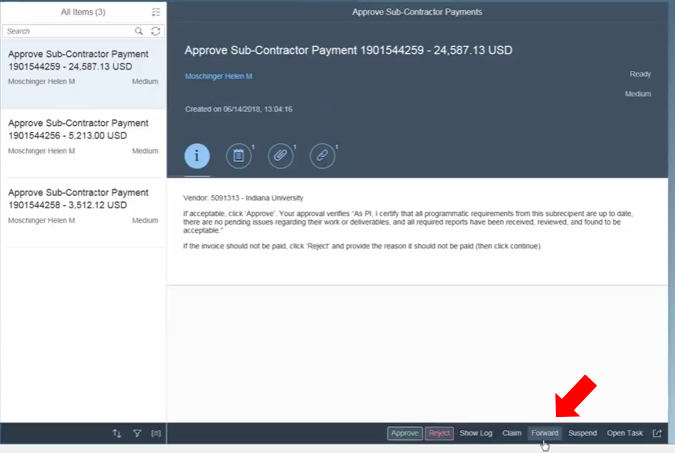 All Items (3)
Search
Approve Sub-Contractor Payment
1901544259 - 24,587.13 USD
Moschinger Helen M
Medium
Approve Sub-Contractor Payment
1901544256 - 5,213.00 USD
Moschinger Helen M
Medium
Approve Sub-Contractor Payment
1901544258 - 3,512.12 USD
Moschinger Helen M
Medium
Approve Sub-Contractor Payments
Approve Sub-Contractor Payment 1901544259 - 24,587.13 USD
Moschinger Helen M
Ready
Medium
Created on 06/14/2018, 13:04:16
1
1
1
Vendor: 5091313 - Indiana University
If acceptable, click 'Approve'. Your approval verifies "As PI, I certify that all programmatic requirements from this subrecipient are up to date,
there are no pending issues regarding their work or deliverables, and all required reports have been received, reviewed, and found to be
acceptable."
If the invoice should not be paid, click 'Reject' and provide the reason it should not be paid (then click continue).
Approve Reject Show Log Claim Forward Suspend Open Task